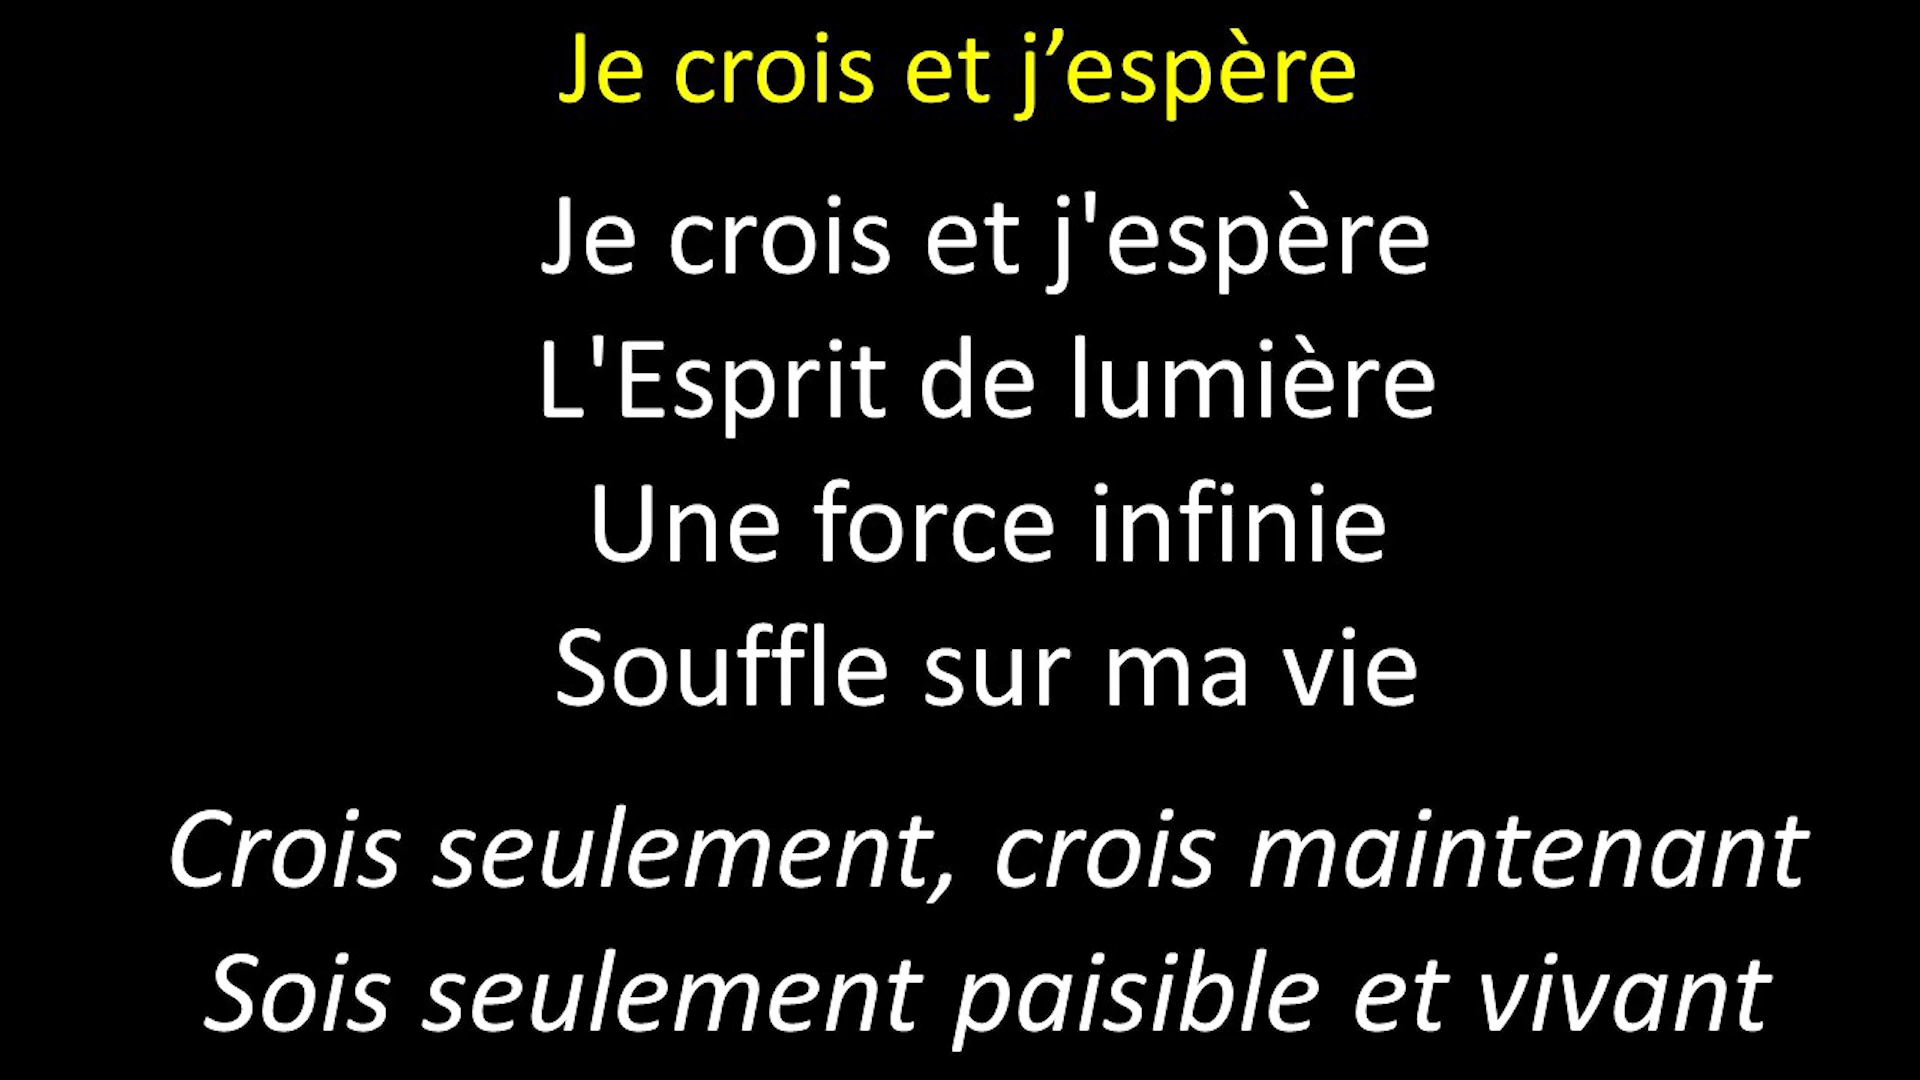 Je crois et j’espère
Je crois et j'espère
L'Esprit de lumière
Une force infinie
Souffle sur ma vie
Crois seulement, crois maintenant
Sois seulement paisible et vivant